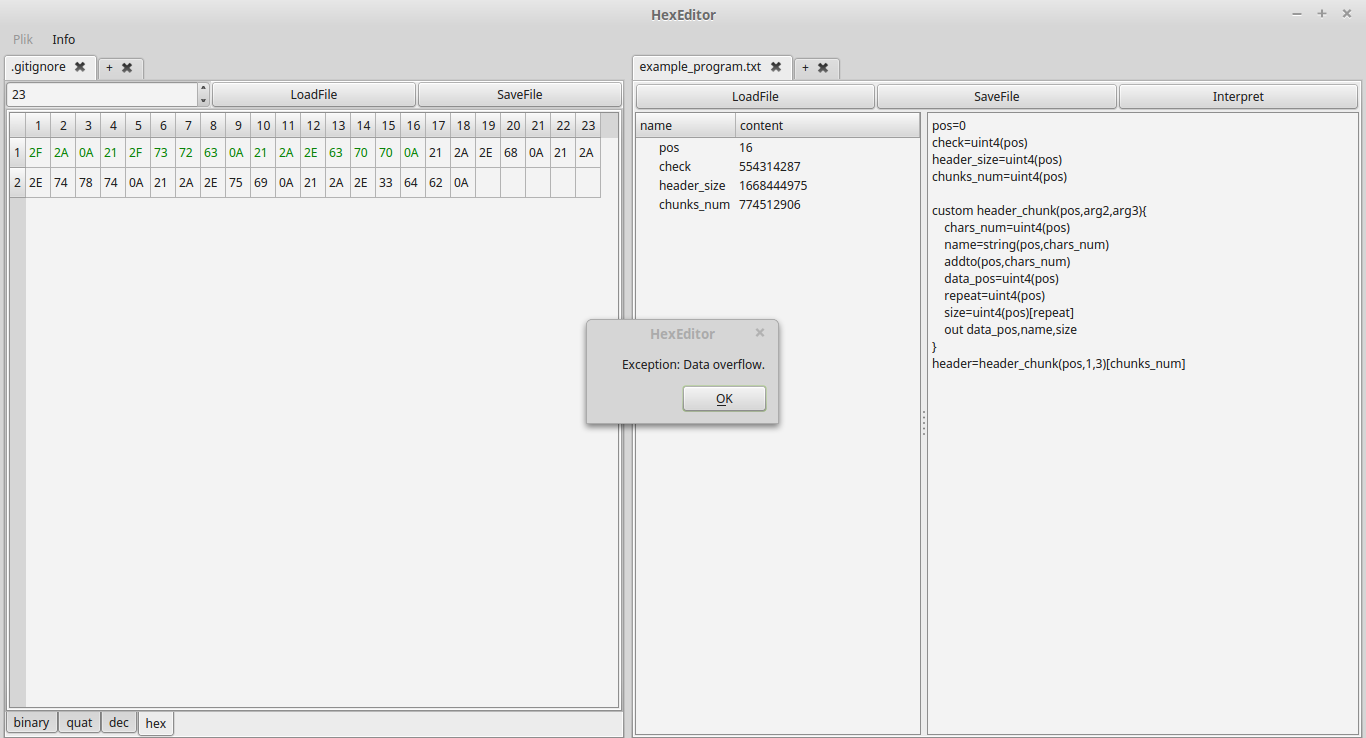 HexEditor
Plik Info
.gitignore +
23 LoadFile SaveFile
1 2 3 4 5 6 7 8 9 10 11 12 13 14 15 16 17 18 19 20 21 22 23
1 2F 2A 0A 21 2F 73 72 63 0A 21 2A 2E 63 70 70 0A 21 2A 2E 68 0A 21 2A
2 2E 74 78 74 0A 21 2A 2E 75 69 0A 21 2A 2E 33 64 62 0A
binary quat dec hex
example_program.txt +
LoadFile SaveFile Interpret
name content
pos 16
check 554314287
header_size 1668444975
chunks_num 774512906
pos=0
check=uint4(pos)
header_size=uint4(pos)
chunks_num=uint4(pos)
custom header_chunk(pos,arg2,arg3){
chars_num=uint4(pos)
name=string(pos,chars_num)
addto(pos,chars_num)
data_pos=uint4(pos)
repeat=uint4(pos)
size=uint4(pos)[repeat]
out data_pos,name,size
}
header=header_chunk(pos,1,3)[chunks_num]
HexEditor
Exception: Data overflow.
OK